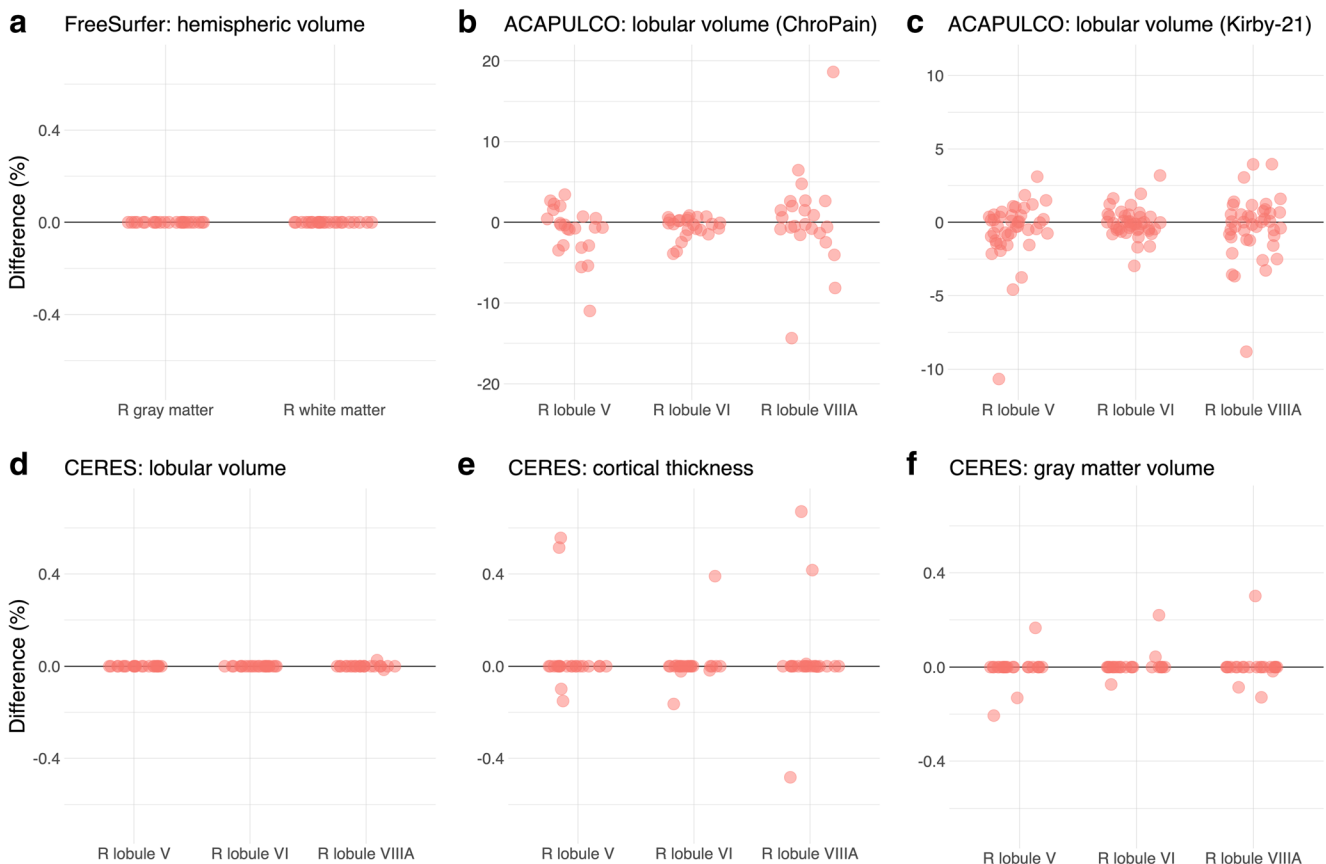 a FreeSurfer: hemispheric volume
b ACAPULCO: lobular volume (ChroPain)
c ACAPULCO: lobular volume (Kirby-21)
Difference (%)
0.4
0.0
-0.4
R gray matter R white matter
20
10
0
-10
-20
R lobule V R lobule VI R lobule VIIIA
10
5
0
-5
-10
R lobule V R lobule VI R lobule VIIIA
d CERES: lobular volume
e CERES: cortical thickness
f CERES: gray matter volume
Difference (%)
0.4
0.0
-0.4
R lobule V R lobule VI R lobule VIIIA
0.4
0.0
-0.4
R lobule V R lobule VI R lobule VIIIA
0.4
0.0
-0.4
R lobule V R lobule VI R lobule VIIIA